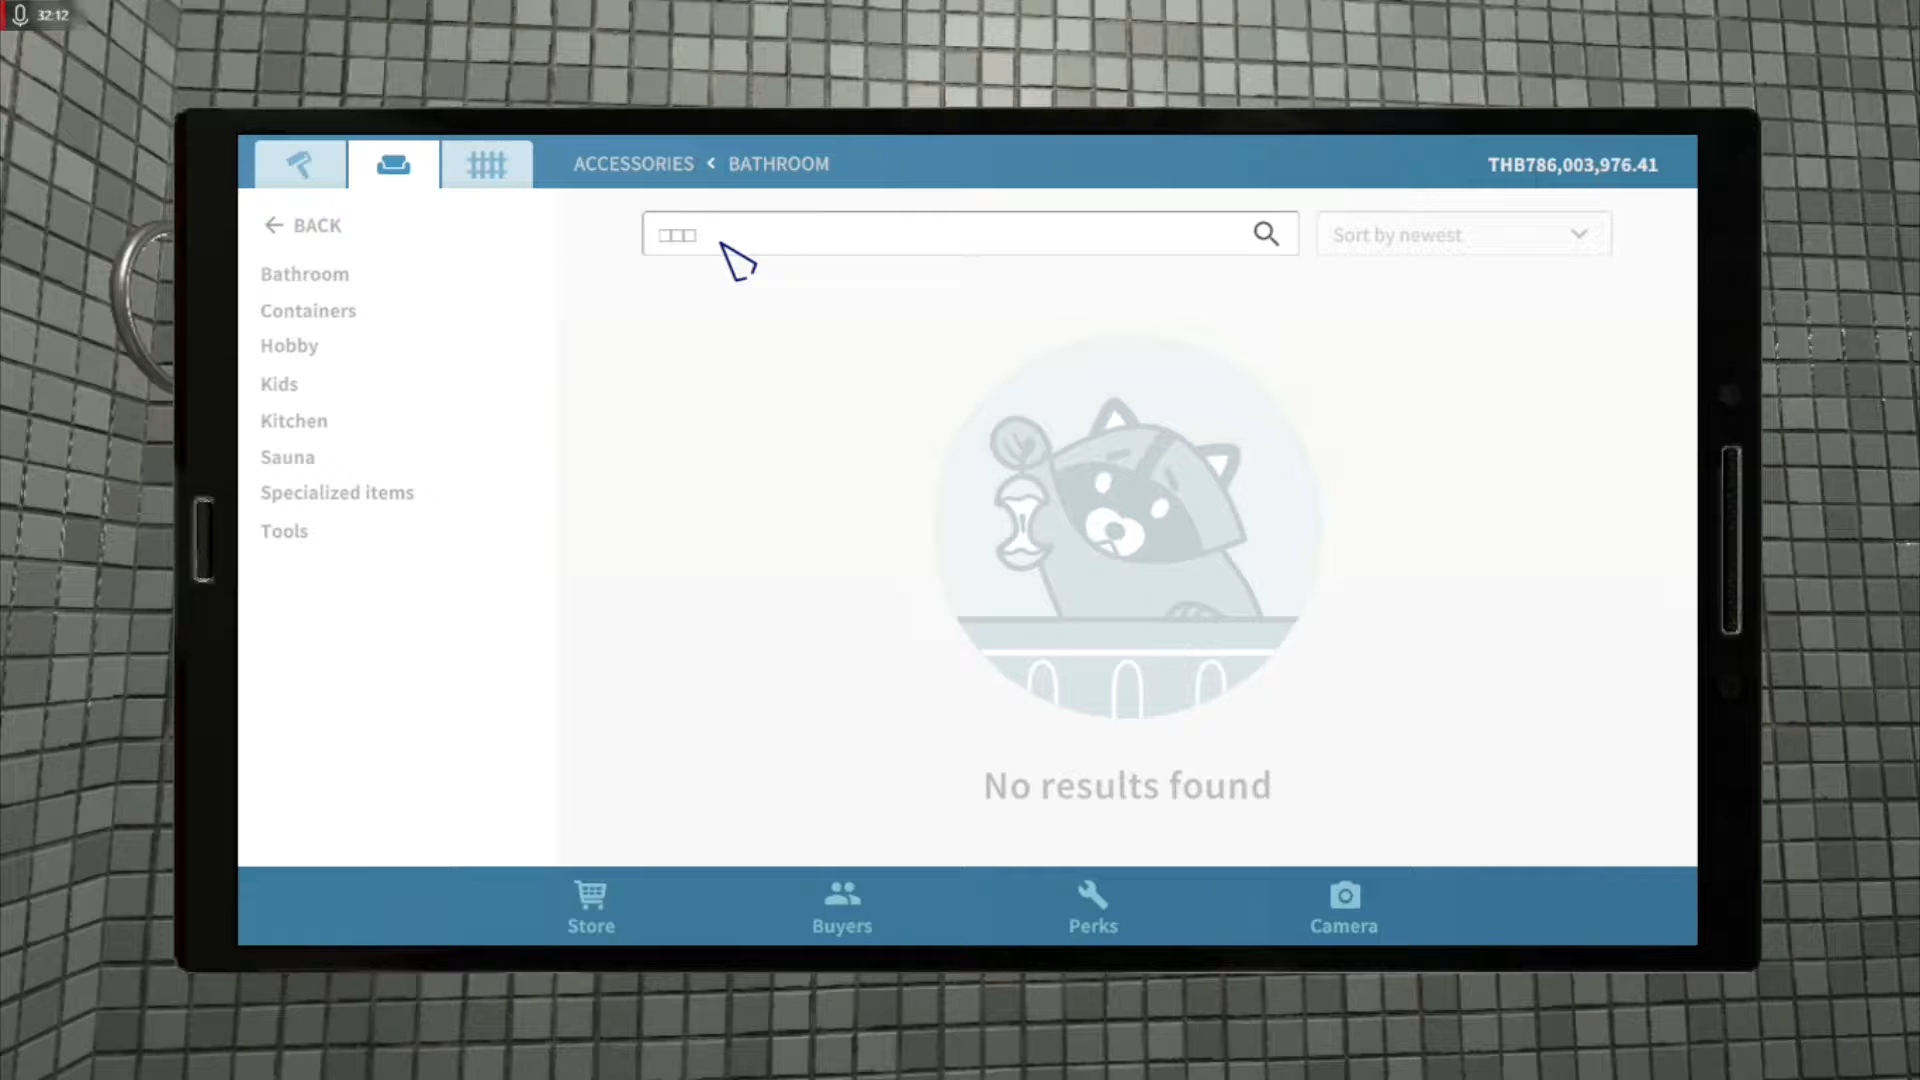 32:12
ACCESSORIES < BATHROOM
THB786,003,976.41
BACK
Sort by newest
Bathroom
Containers
Hobby
Kids
Kitchen
Sauna
Specialized items
Tools
No results found
Store
Buyers
Perks
Camera